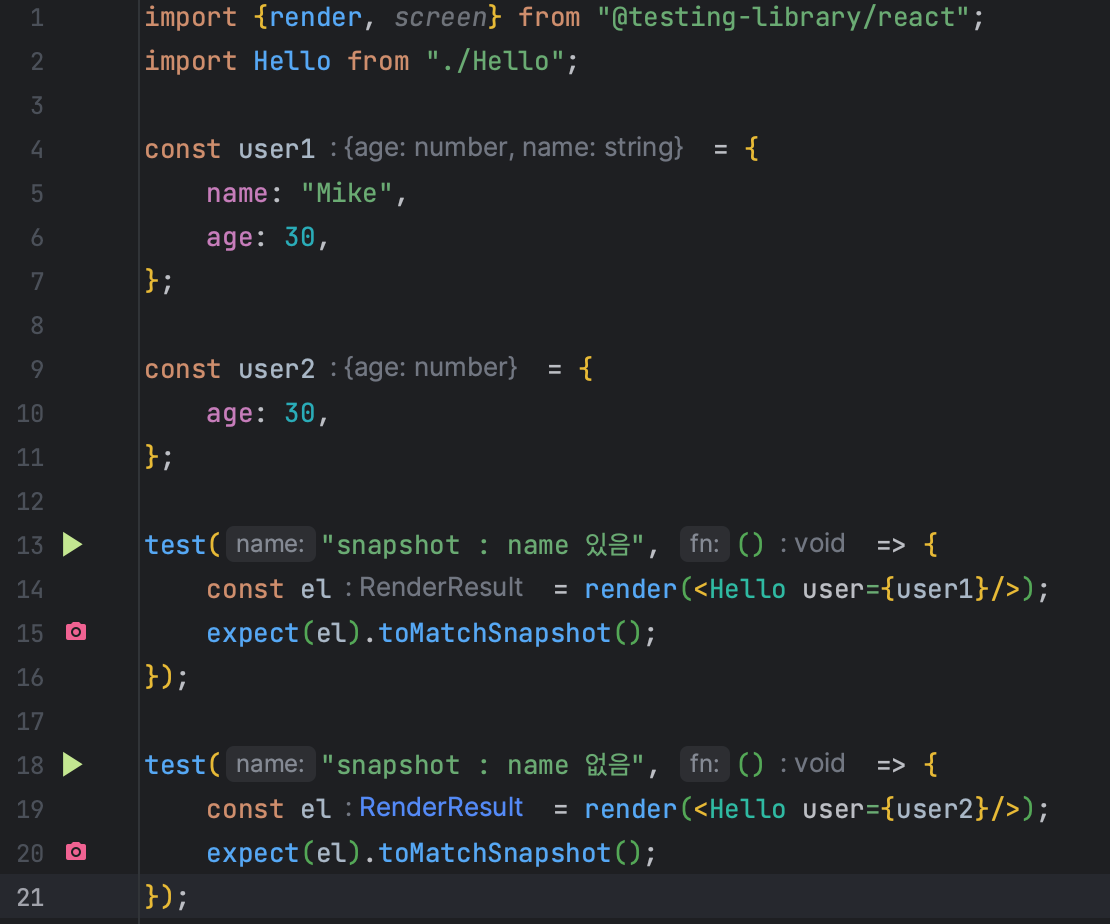 1 import {render, screen} from "@testing-library/react";
2 import Hello from "./Hello";
3
4 const user1 : {age: number, name: string} = {
5 name: "Mike",
6 age: 30,
7 };
8
9 const user2 : {age: number} = {
10 age: 30,
11 };
12
13 test( name: "snapshot : name 있음", fn: () : void => {
14 const el : RenderResult = render(<Hello user={user1}/>);
15 expect(el).toMatchSnapshot();
16 });
17
18 test( name: "snapshot : name 없음", fn: () : void => {
19 const el : RenderResult = render(<Hello user={user2}/>);
20 expect(el).toMatchSnapshot();
21 });